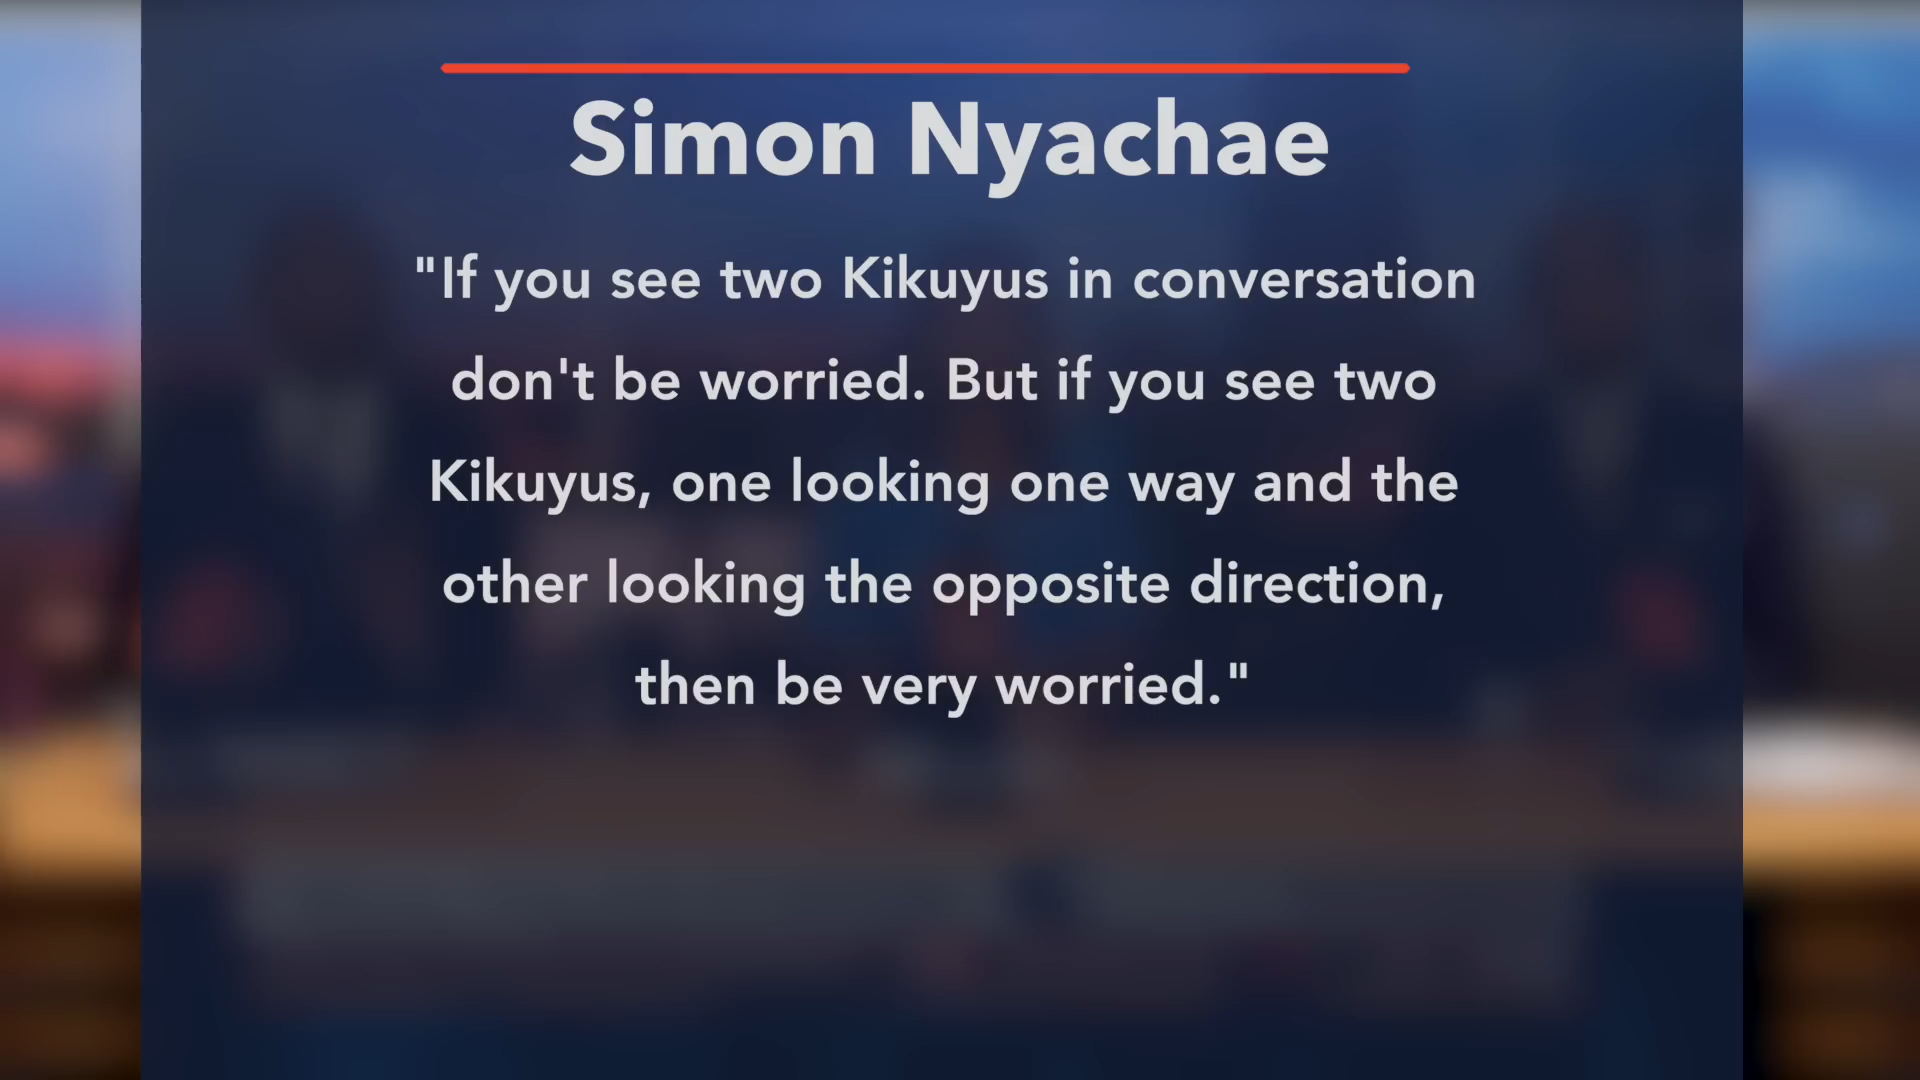 Simon Nyachae
"If you see two Kikuyus in conversation
don't be worried. But if you see two
Kikuyus, one looking one way and the
other looking the opposite direction,
then be very worried."